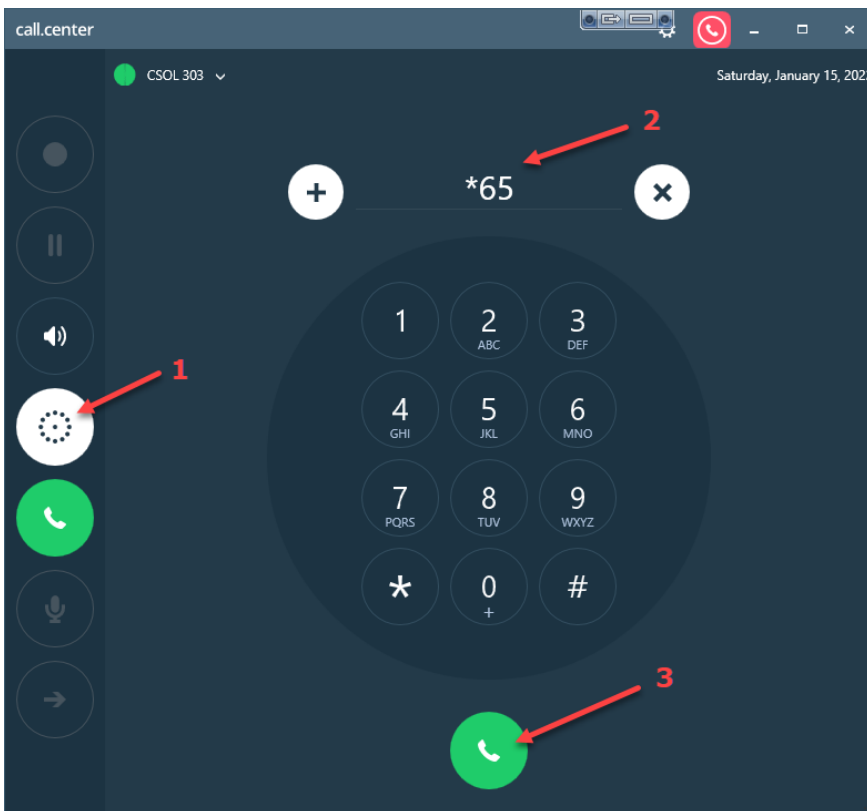 call.center
CSOL 303
Saturday, January 15, 202
2
*65
1
2
3
ABC
DEF
1
4
5
6
GHI
JKL
MNO
7
8
9
PQRS
TUV
WXYZ
*
0
#
+
3